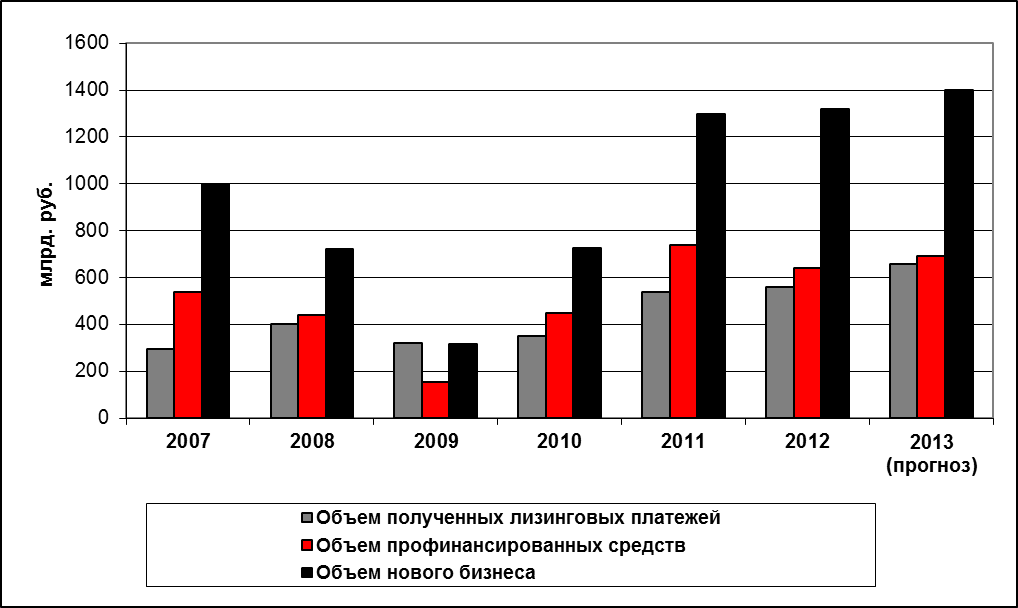 1600
1400
1200
1000
800
600
400
200
0
млрд. руб.
2007 2008 2009 2010 2011 2012 2013
(прогноз)
Объем полученных лизинговых платежей
Объем профинансированных средств
Объем нового бизнеса